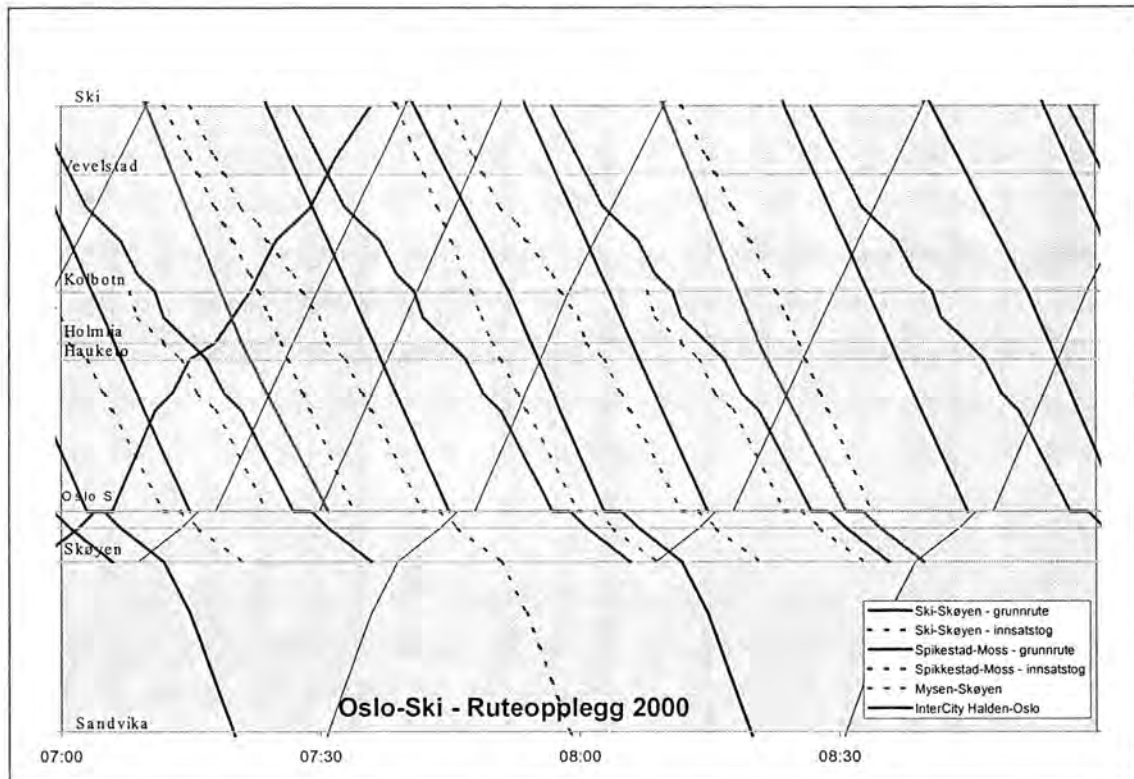 Ski
Vevelstad
Kolbotn
Holmlia
Hauketo
Oslo S
Skøyen
Sandvika
Ski-Skøyen - grunnrute
Ski-Skøyen - innsatstog
Spikestad-Moss - grunnrute
Spikkestad-Moss - innsatstog
Mysen-Skøyen
InterCity Halden-Oslo
Oslo-Ski - Ruteopplegg 2000
07:00 07:30 08:00 08:30